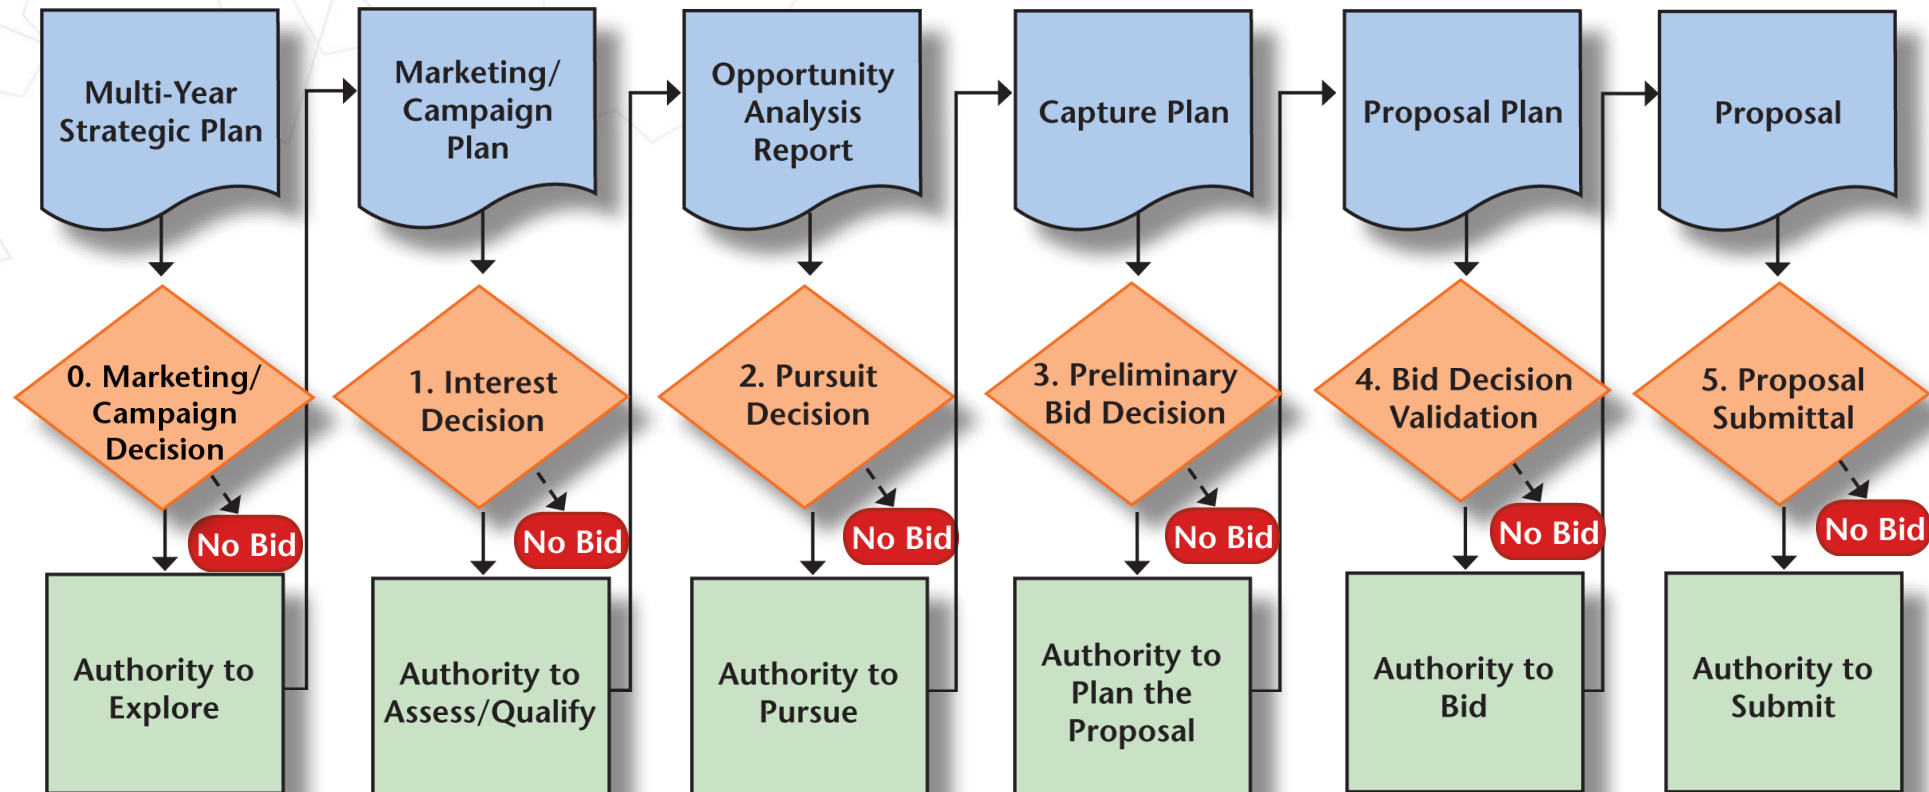 Multi-Year
Strategic Plan
Marketing/
Campaign
Plan
Opportunity
Analysis
Report
Capture Plan
Proposal Plan
Proposal
0. Marketing/
Campaign
Decision
1. Interest
Decision
2. Pursuit
Decision
3. Preliminary
Bid Decision
4. Bid Decision
Validation
5. Proposal
Submittal
No Bid
No Bid
No Bid
No Bid
No Bid
No Bid
Authority to
Explore
Authority to
Assess/Qualify
Authority to
Pursue
Authority to
Plan the
Proposal
Authority to
Bid
Authority to
Submit